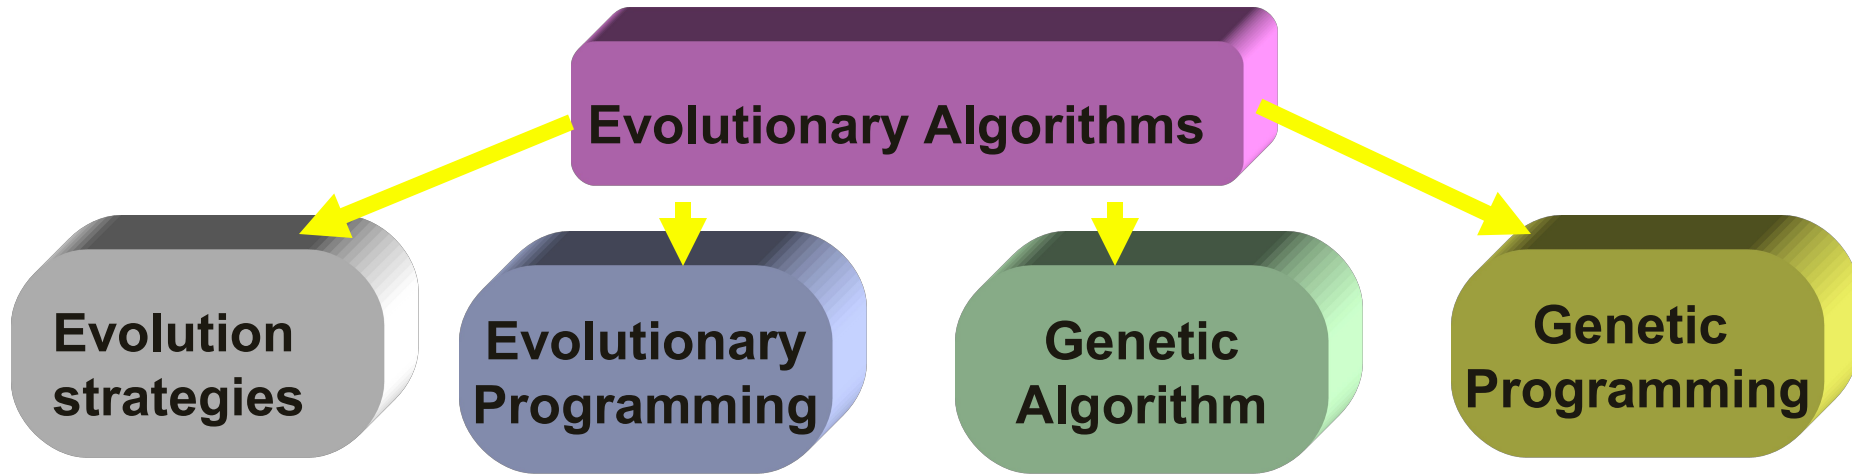 Evolutionary Algorithms
Evolution
strategies
Evolutionary
Programming
Genetic
Algorithm
Genetic
Programming